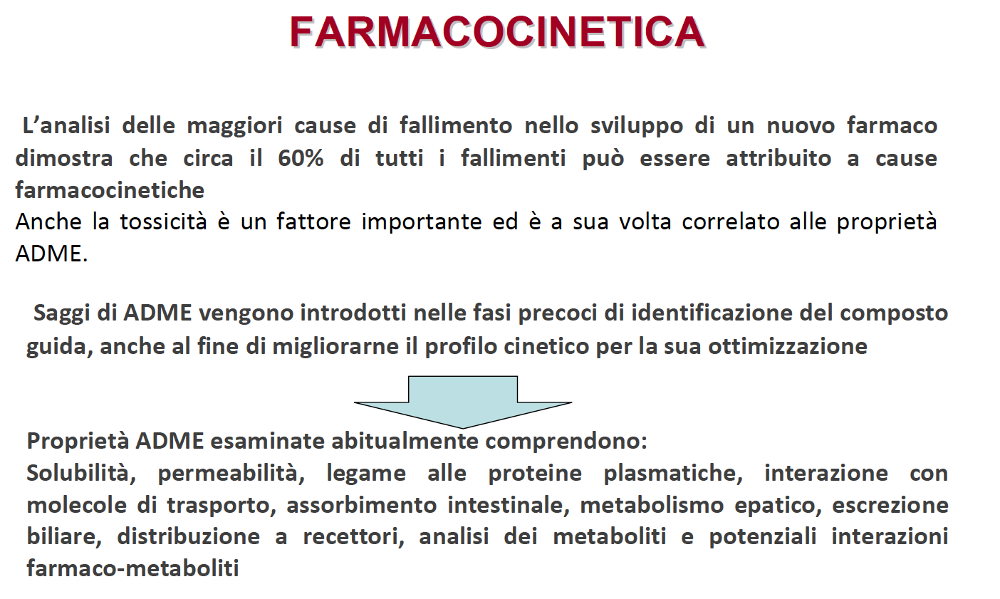 FARMACOCINETICA
L’analisi delle maggiori cause di fallimento nello sviluppo di un nuovo farmaco
dimostra che circa il 60% di tutti i fallimenti può essere attribuito a cause
farmacocinetiche
Anche la tossicità è un fattore importante ed è a sua volta correlato alle proprietà
ADME.
Saggi di ADME vengono introdotti nelle fasi precoci di identificazione del composto
guida, anche al fine di migliorarne il profilo cinetico per la sua ottimizzazione
Proprietà ADME esaminate abitualmente comprendono:
Solubilità, permeabilità, legame alle proteine plasmatiche, interazione con
molecole di trasporto, assorbimento intestinale, metabolismo epatico, escrezione
biliare, distribuzione a recettori, analisi dei metaboliti e potenziali interazioni
farmaco-metaboliti